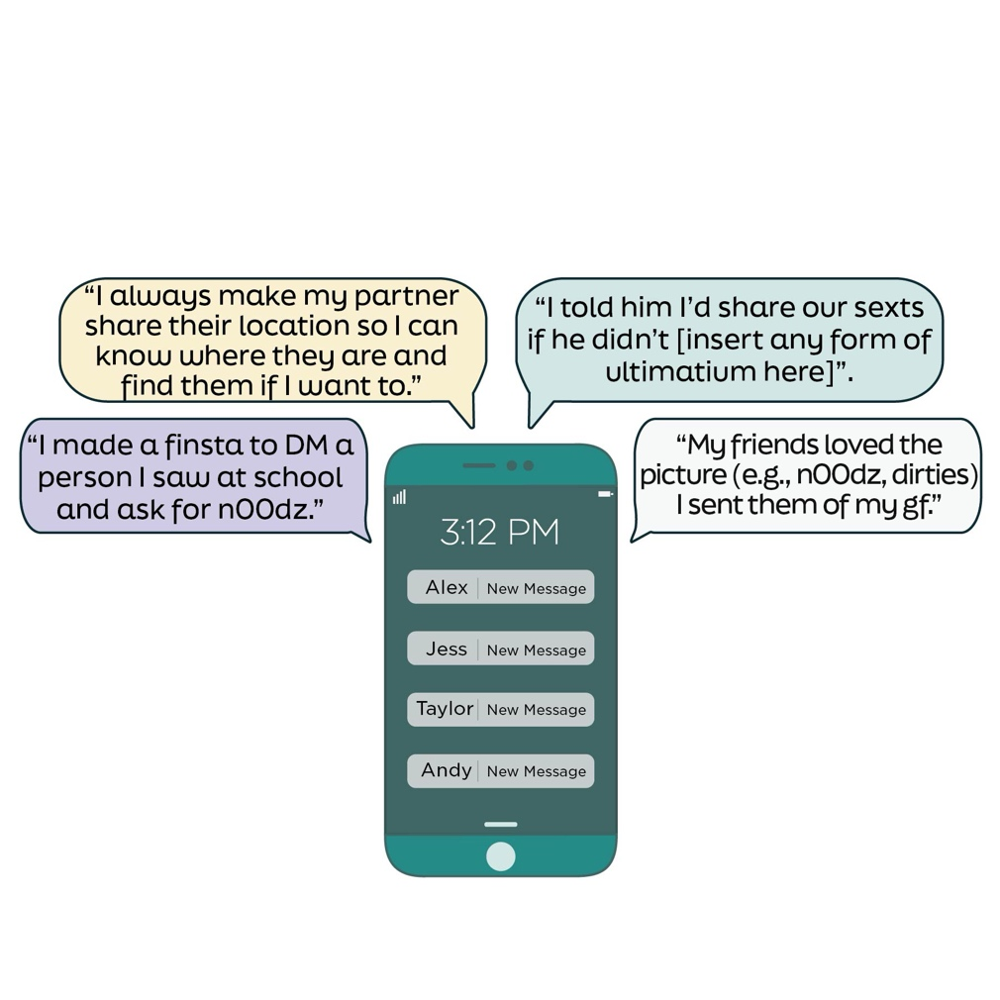 “I always make my partner
share their location so I can
know where they are and
find them if I want to.”
“I told him I’d share our sexts
if he didn’t [insert any form of
ultimatium here]”.
“I made a finsta to DM a
person I saw at school
and ask for n00dz.”
“My friends loved the
picture (e.g., n00dz, dirties)
I sent them of my gf.”
3:12 PM
Alex New Message
Jess New Message
Taylor New Message
Andy New Message